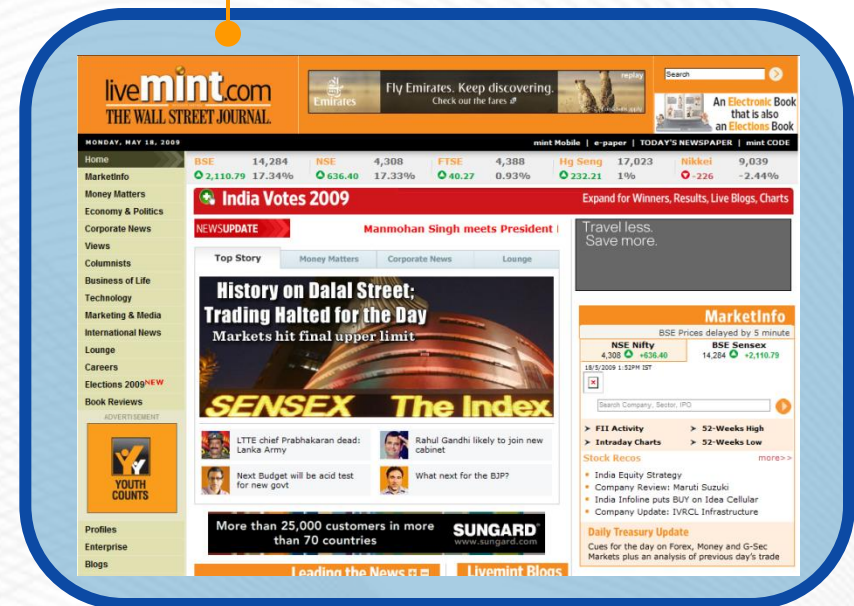 livemint.com
THE WALL STREET JOURNAL.
Emirates
Fly Emirates. Keep discovering.
Check out the fares
replay
Search
An Electronic Book
that is also
an Elections Book
MONDAY, MAY 18, 2009
mint Mobile | e-paper | TODAY'S NEWSPAPER | mint CODE
Home
MarketInfo
Money Matters
Economy & Politics
Corporate News
Views
Columnists
Business of Life
Technology
Marketing & Media
International News
Lounge
Careers
Elections 2009NEW
Book Reviews
ADVERTISEMENT
YOUTH
COUNTS
Profiles
Enterprise
Blogs
BSE 14,284 NSE 4,308 FTSE 4,388 Hg Seng 17,023 Nikkei 9,039
2,110.79 17.34% 636.40 17.33% 40.27 0.93% 232.21 1% -226 -2.44%
India Votes 2009
Expand for Winners, Results, Live Blogs, Charts
NEWSUPDATE
Manmohan Singh meets President
Top Story Money Matters Corporate News Lounge
History on Dalal Street;
Trading Halted for the Day
Markets hit final upper limit
SENSEX The Index
LTTE chief Prabhakaran dead:
Lanka Army
Rahul Gandhi likely to join new
cabinet
Next Budget will be acid test
for new govt
What next for the BJP?
More than 25,000 customers in more
than 70 countries
SUNGARD
www.sungard.com
Leading the News
Livemint Blogs
Travel less.
Save more.
MarketInfo
BSE Prices delayed by 5 minute
NSE Nifty
4,308 +636.40
BSE Sensex
14,284 +2,110.79
18/5/2009 1:52PM IST
Search Company, Sector, IPO
FII Activity
52-Weeks High
Intraday Charts
52-Weeks Low
Stock Recos
more>>
India Equity Strategy
Company Review: Maruti Suzuki
India Infoline puts BUY on Idea Cellular
Company Update: IVRCL Infrastructure
Daily Treasury Update
Cues for the day on Forex, Money and G-Sec
Markets plus an analysis of previous day's trade